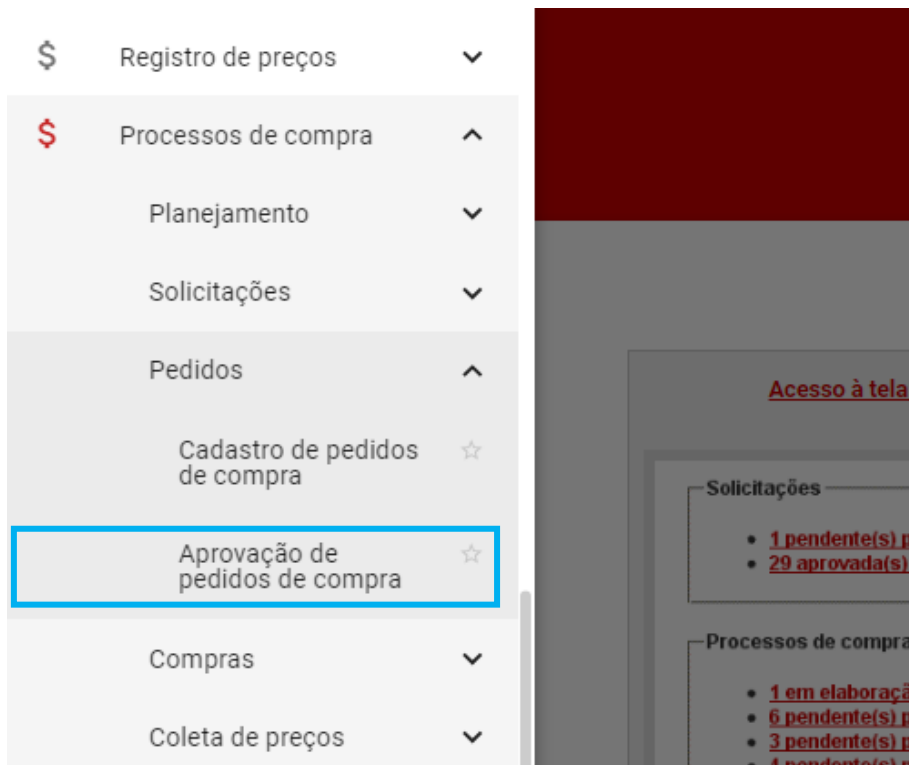 $ Registro de preços
$ Processos de compra
Planejamento
Solicitações
Pedidos
Cadastro de pedidos
de compra
Aprovação de
pedidos de compra
Compras
Coleta de preços
Acesso à tela
Solicitações
• 1 pendente(s)
• 29 aprovada(s)
Processos de compra
• 1 em
• 6 pendente(s)
• 3 pendente(s)
• 4 pendente(s)